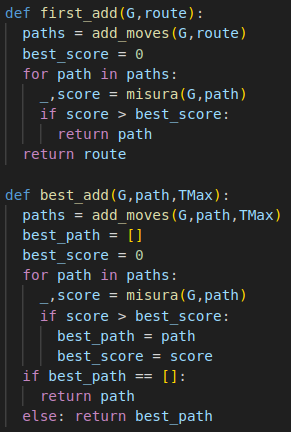 def first_add(G,route):
  paths = add_moves(G,route)
  best_score = 0
  for path in paths:
    _,score = misura(G,path)
    if score > best_score:
      return path
  return route

def best_add(G,path,TMax):
  paths = add_moves(G,path,TMax)
  best_path = []
  best_score = 0
  for path in paths:
    _,score = misura(G,path)
    if score > best_score:
      best_path = path
      best_score = score
  if best_path == []:
    return path
  else: return best_path